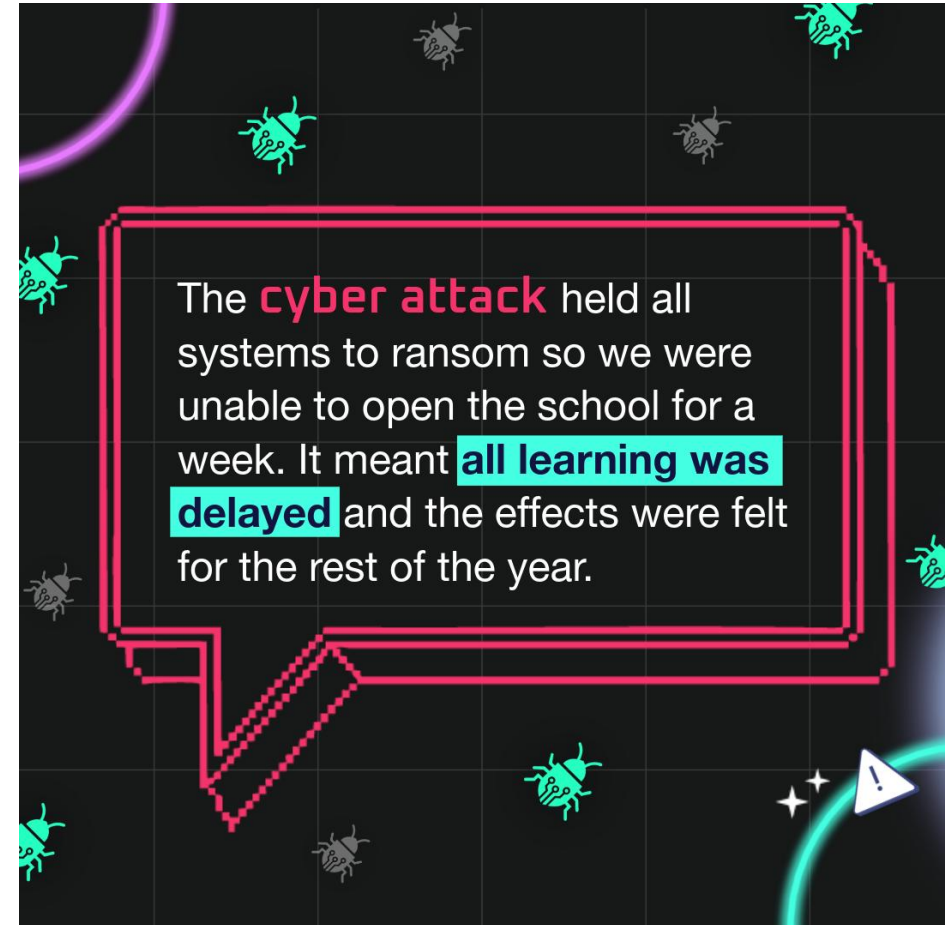 The cyber attack held all
systems to ransom so we were
unable to open the school for a
week. It meant all learning was
delayed and the effects were felt
for the rest of the year.
!